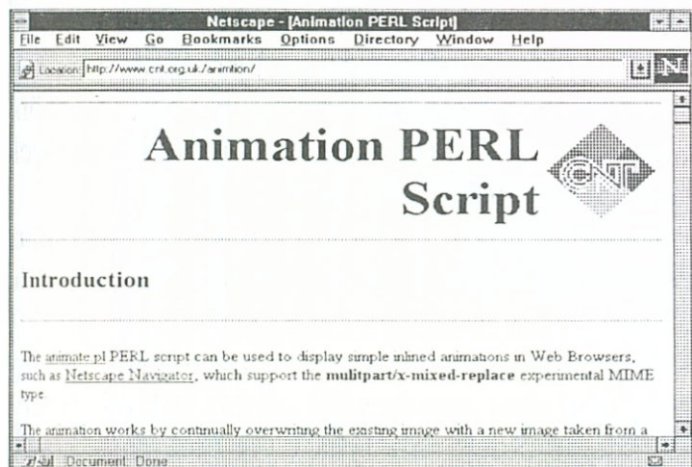 Netscape - [Animation PERL Script]
File Edit View Go Bookmarks Options Directory Window Help
Location: http://www.cnt.org.uk/animtion/ N
Animation PERL
Script
CNT
Introduction
The animate.pl PERL script can be used to display simple inlined animations in Web Browsers,
such as Netscape Navigator, which support the mulitpart/x-mixed-replace experimental MIME
type
The animation works by continually overwriting the existing image with a new image taken from a
Document: Done